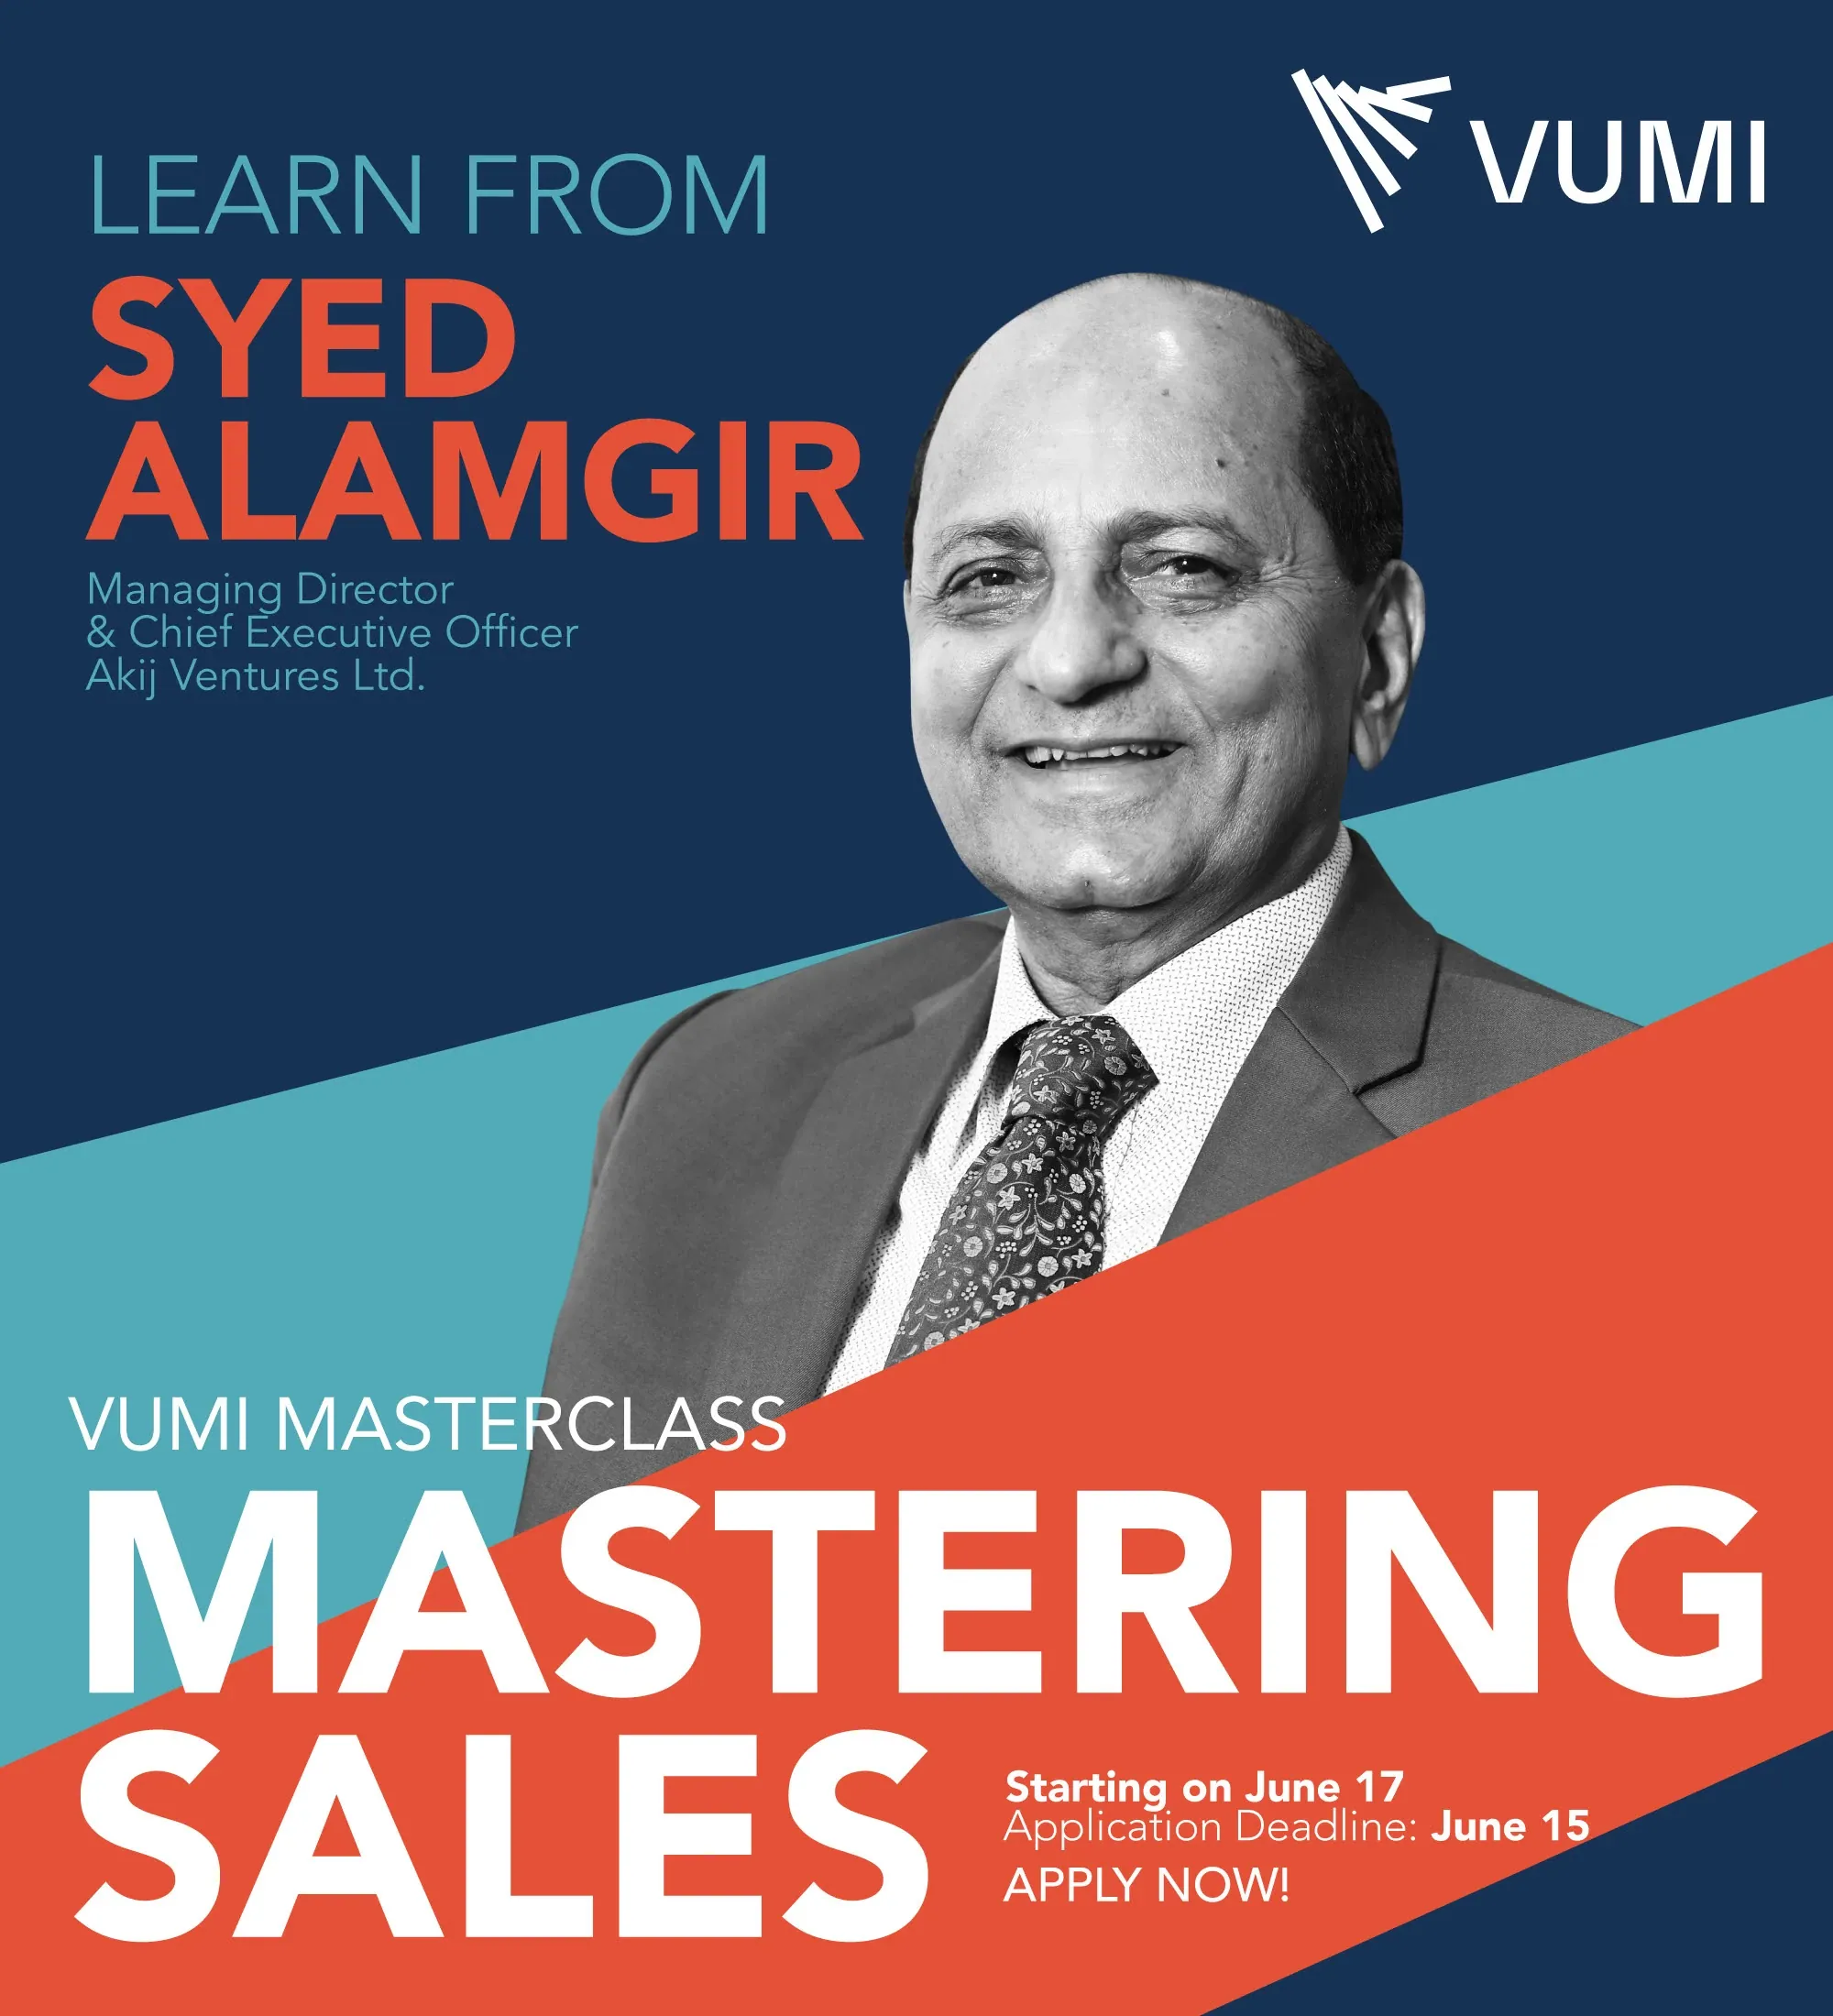 VUMI
LEARN FROM
SYED
ALAMGIR
Managing Director
& Chief Executive Officer
Akij Ventures Ltd.
VUMI MASTERCLASS
MASTERING
SALES
Starting on June 17
Application Deadline: June 15
APPLY NOW!